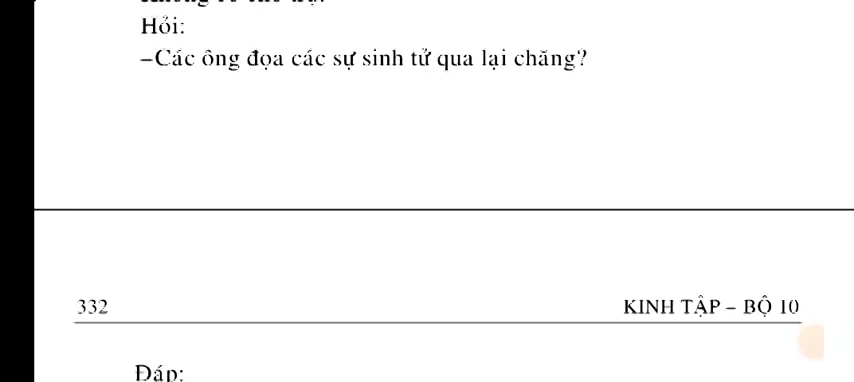 Hỏi:
–Các ông đọa các sự sinh tử qua lại chăng?
332 KINH TẬP – BỘ 10
Đáp: